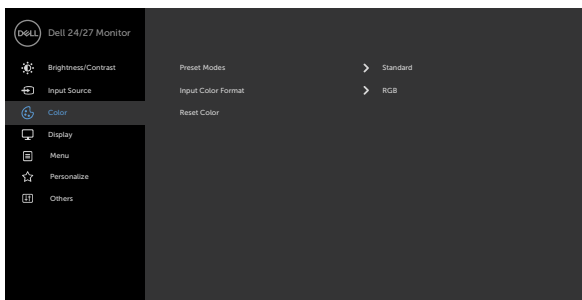 DELL Dell 24/27 Monitor
Brightness/Contrast Preset Modes Standard
Input Source Input Color Format RGB
Color Reset Color
Display
Menu
Personalize
Others